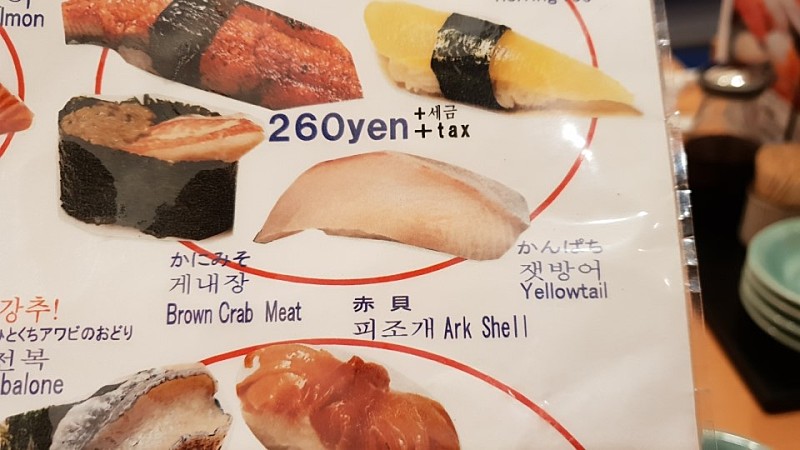 260yen
+세금
+tax
かにみそ
게내장
Brown Crab Meat
かんぱち
잿방어
Yellowtail
赤貝
피조개 Ark Shell
강추!
とくちアワビのおどり
전복
balone